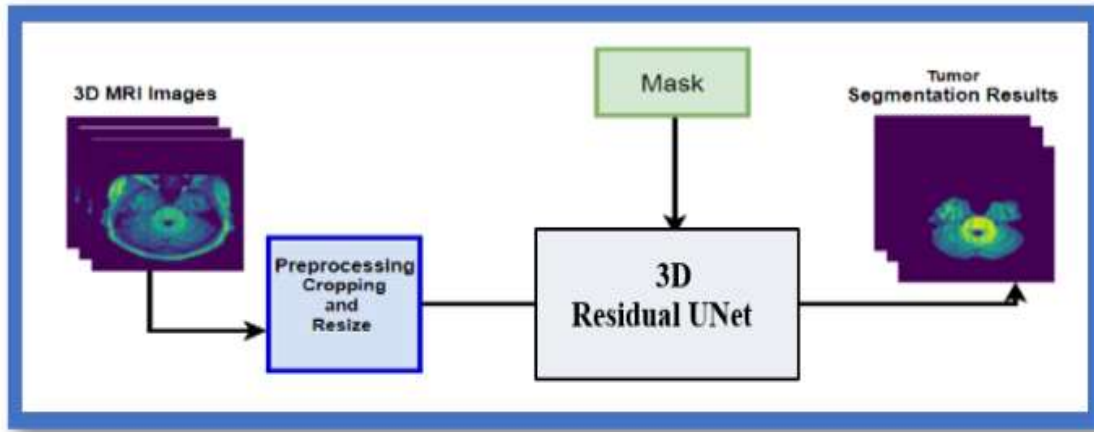 3D MRI Images
Preprocessing
Cropping
and
Resize
Mask
3D
Residual UNet
Tumor
Segmentation Results